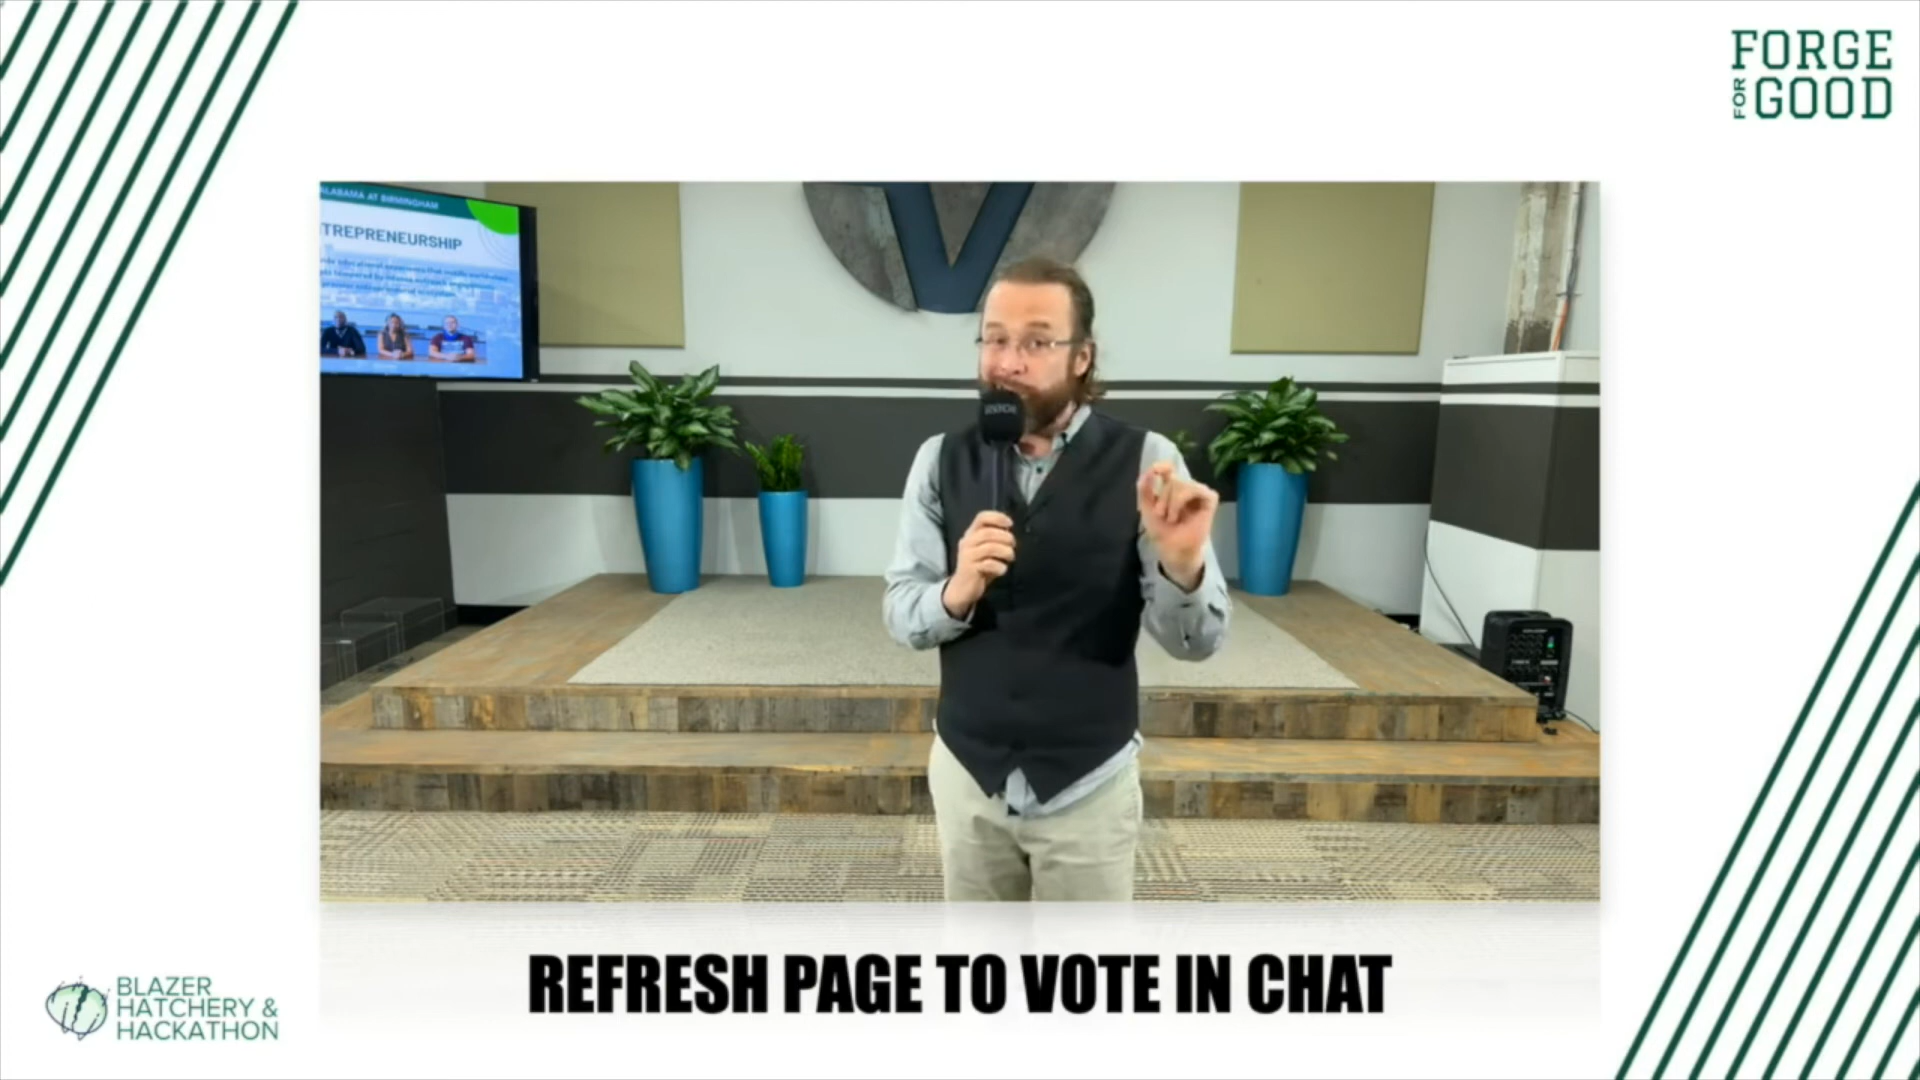 FORGE
FOR GOOD
ALABAMA AT BIRMINGHAM
TREPRENEURSHIP
V
REFRESH PAGE TO VOTE IN CHAT
BLAZER
HATCHERY &
HACKATHON